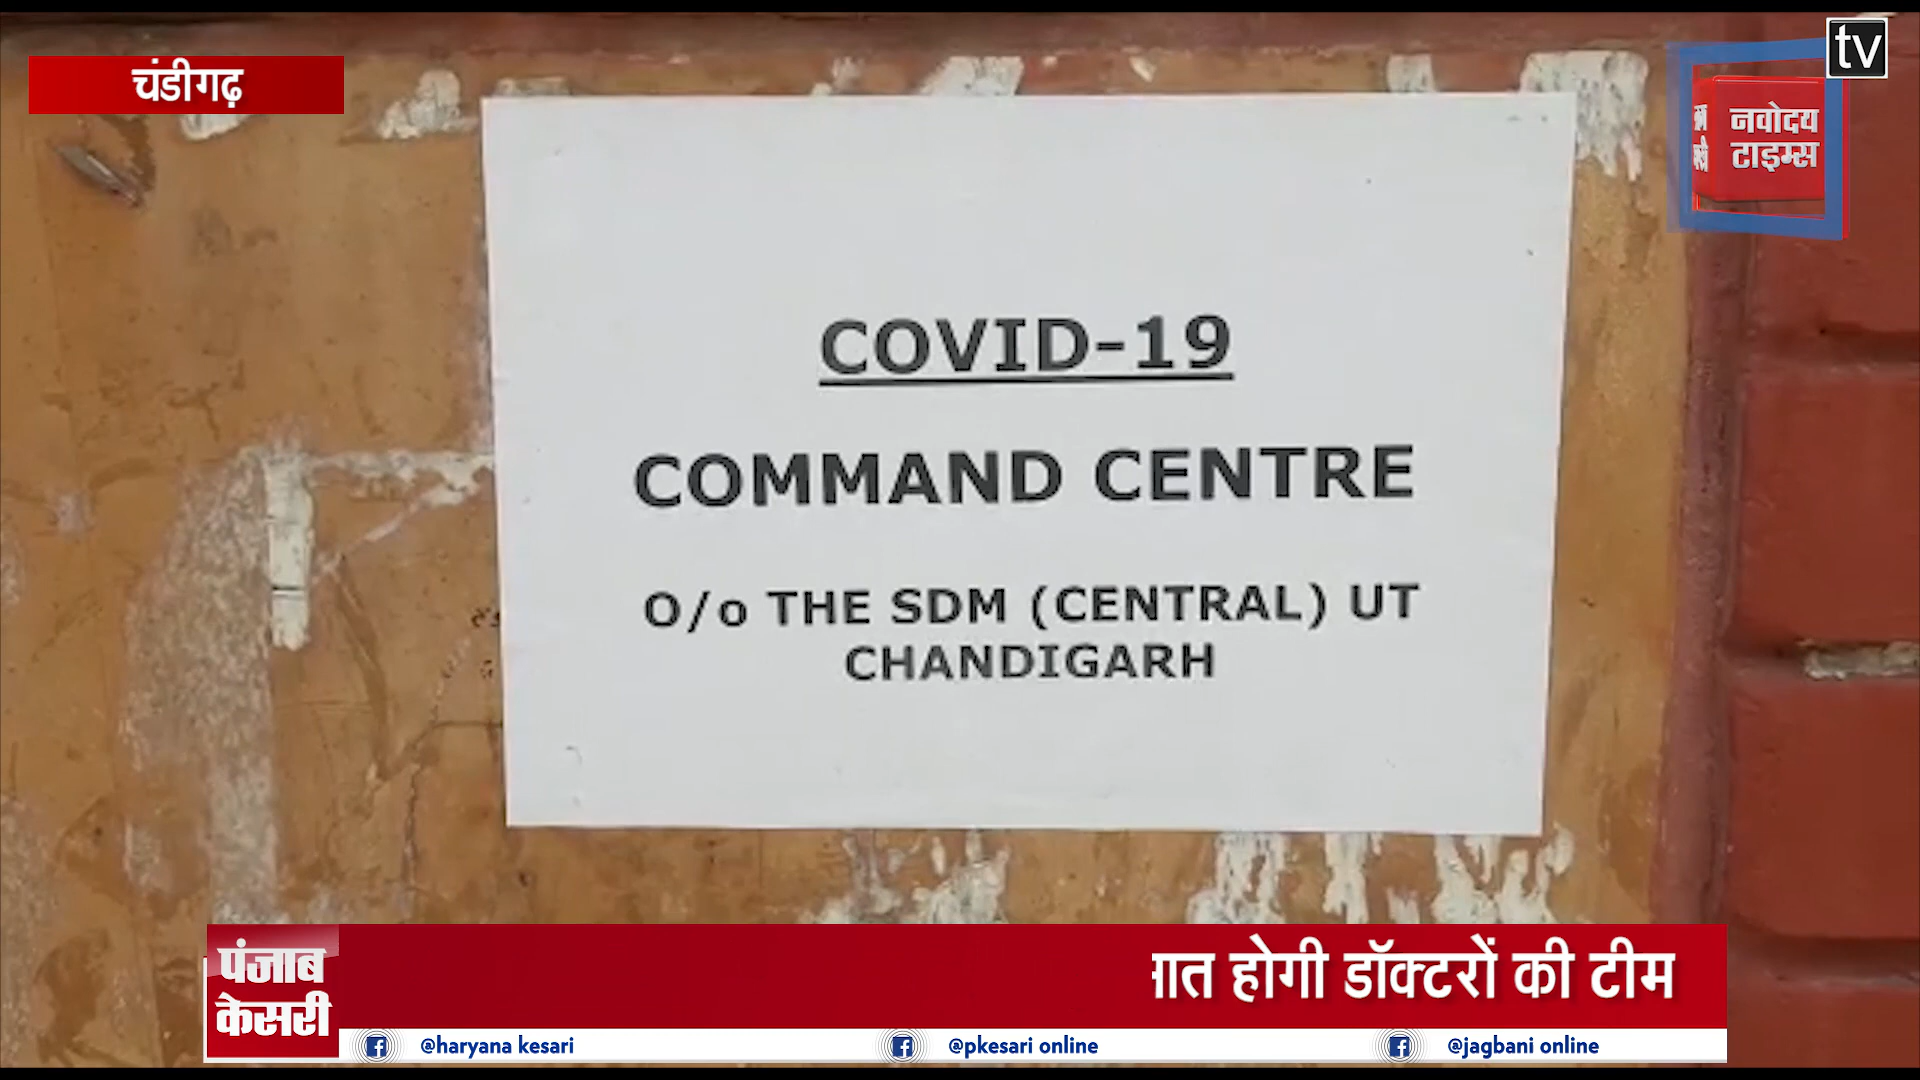 चंडीगढ़
tv
नवोदय
टाइम्स
COVID-19
COMMAND CENTRE
O/o THE SDM (CENTRAL) UT
CHANDIGARH
पंजाब
केसरी
होगी डॉक्टरों की टीम
@haryana kesari
@pkesari online
@jagbani online